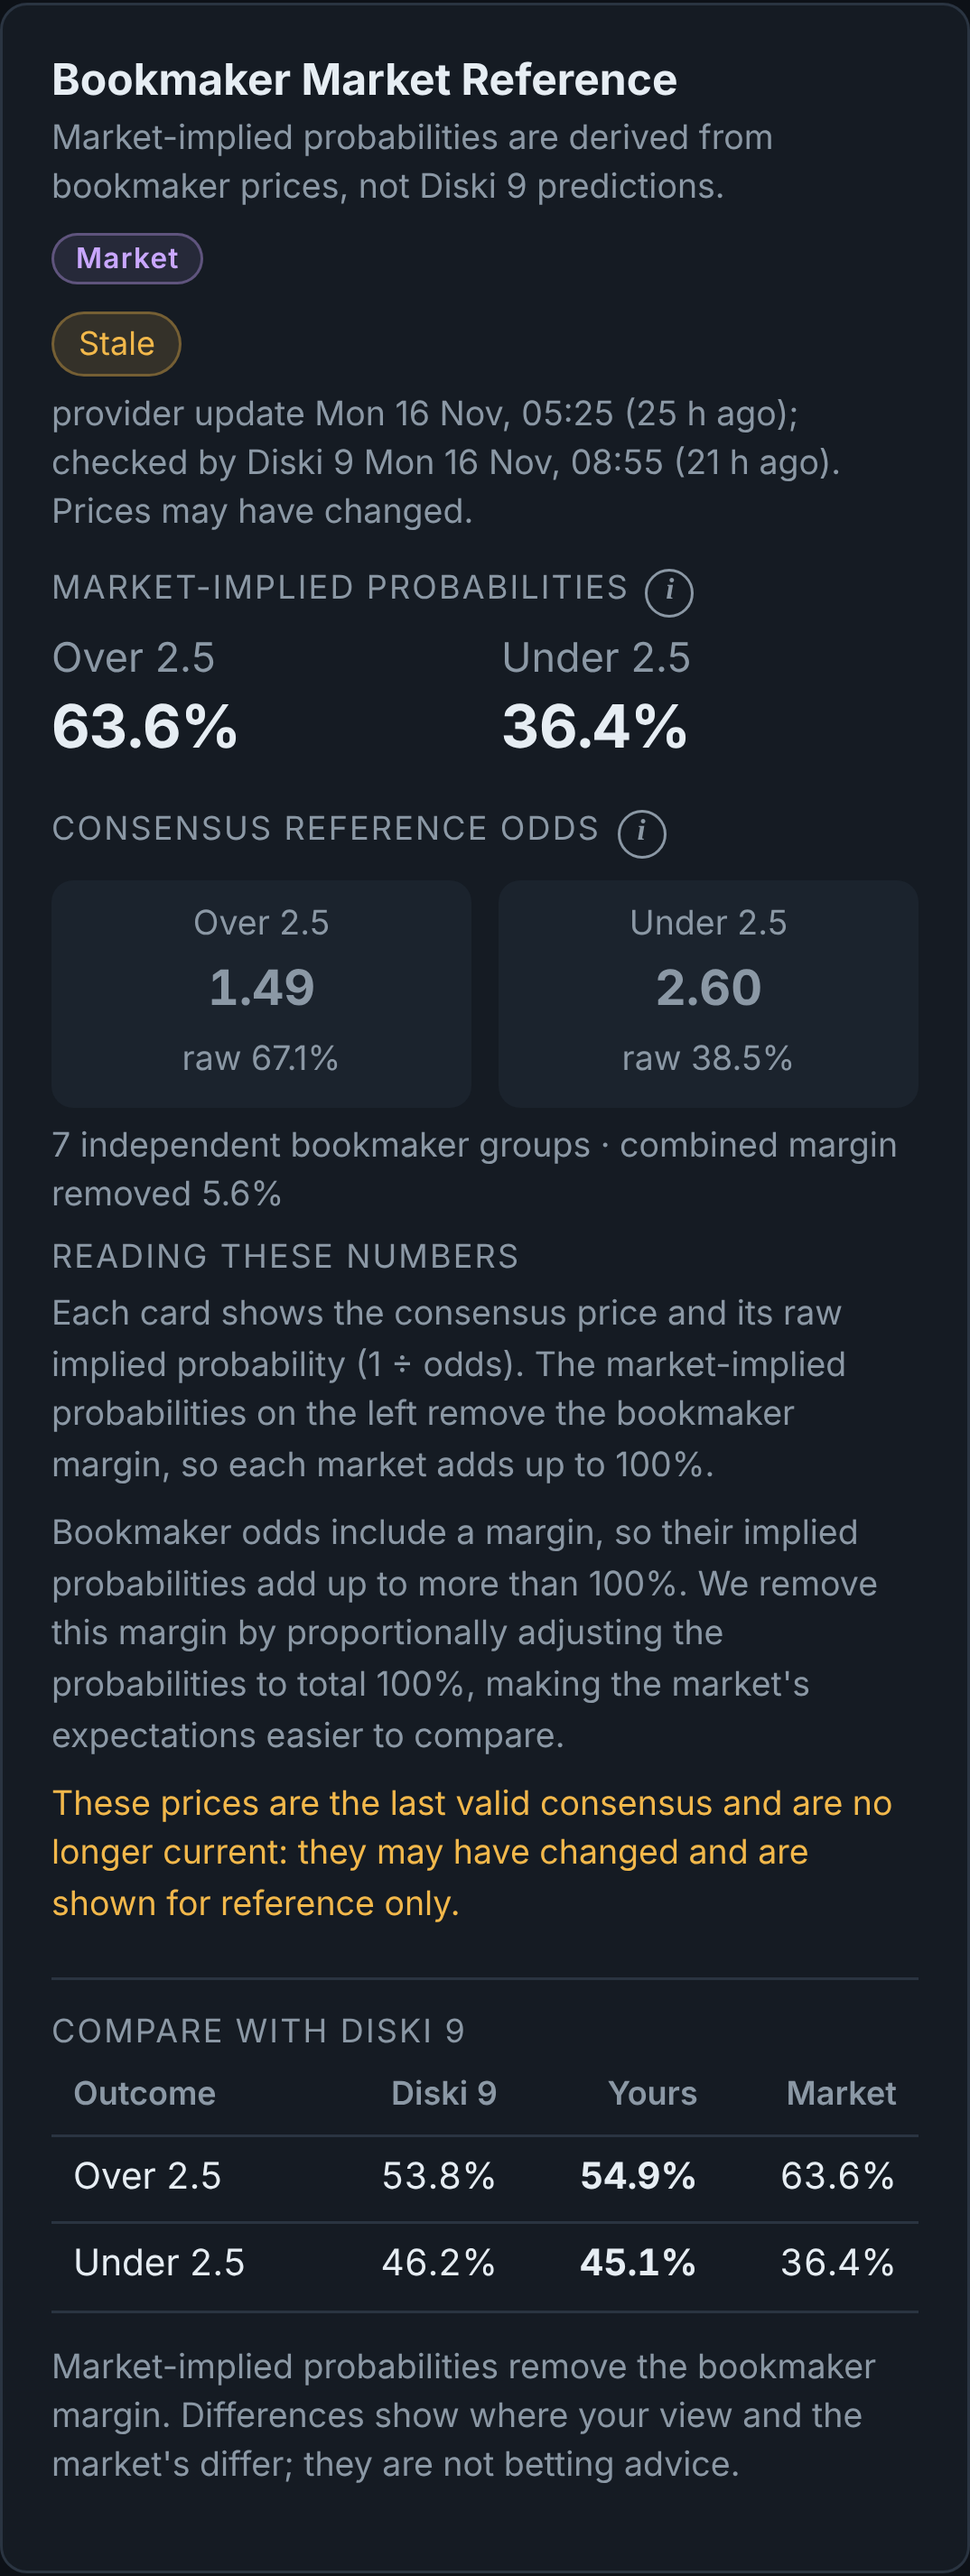 Bookmaker Market Reference
Market-implied probabilities are derived from
bookmaker prices, not Diski 9 predictions.
Market
Stale
provider update Mon 16 Nov, 05:25 (25 h ago);
checked by Diski 9 Mon 16 Nov, 08:55 (21 h ago).
Prices may have changed.
MARKET-IMPLIED PROBABILITIES i
Over 2.5 Under 2.5
63.6% 36.4%
CONSENSUS REFERENCE ODDS i
Over 2.5 Under 2.5
1.49 2.60
raw 67.1% raw 38.5%
7 independent bookmaker groups · combined margin
removed 5.6%
READING THESE NUMBERS
Each card shows the consensus price and its raw
implied probability (1 ÷ odds). The market-implied
probabilities on the left remove the bookmaker
margin, so each market adds up to 100%.
Bookmaker odds include a margin, so their implied
probabilities add up to more than 100%. We remove
this margin by proportionally adjusting the
probabilities to total 100%, making the market's
expectations easier to compare.
These prices are the last valid consensus and are no
longer current: they may have changed and are
shown for reference only.
COMPARE WITH DISKI 9
Outcome Diski 9 Yours Market
Over 2.5 53.8% 54.9% 63.6%
Under 2.5 46.2% 45.1% 36.4%
Market-implied probabilities remove the bookmaker
margin. Differences show where your view and the
market's differ; they are not betting advice.